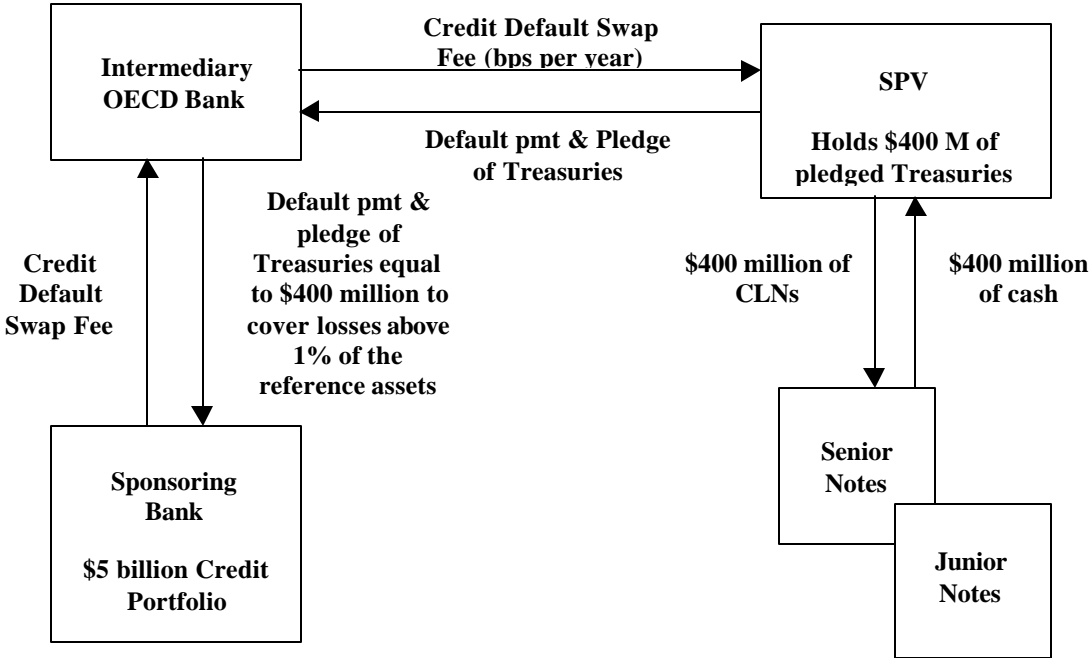 Intermediary
OECD Bank
Credit Default Swap
Fee (bps per year)
Default pmt & Pledge
of Treasuries
SPV
Holds $400 M of
pledged Treasuries
Credit
Default
Swap Fee
Default pmt &
pledge of
Treasuries equal
to $400 million to
cover losses above
1% of the
reference assets
$400 million of
CLNs
$400 million
of cash
Sponsoring
Bank
$5 billion Credit
Portfolio
Senior
Notes
Junior
Notes